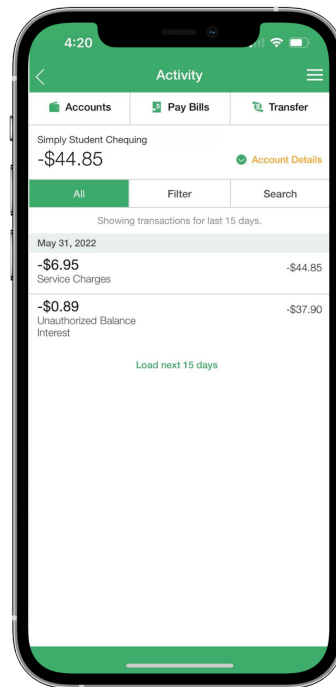 4:20
Activity
Accounts
Pay Bills
Transfer
Simply Student Chequing
-$44.85
Account Details
All
Filter
Search
Showing transactions for last 15 days.
May 31, 2022
-$6.95
-$44.85
Service Charges
-$0.89
-$37.90
Unauthorized Balance
Interest
Load next 15 days